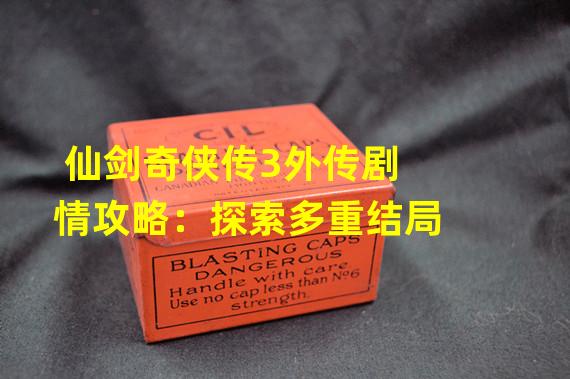 CIL
仙剑奇侠传3外传剧
情攻略：探索多重结局
BLASTING CAPS
DANGEROUS
Handle with care
Use no cap less than No6
strength.